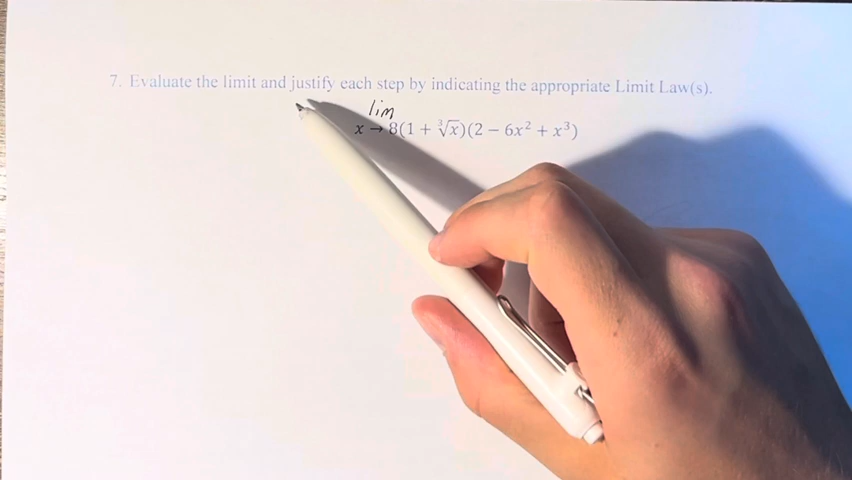 7. Evaluate the limit and justify each step by indicating the appropriate Limit Law(s).
lim
x → 8(1 + ∛x)(2 − 6x² + x³)